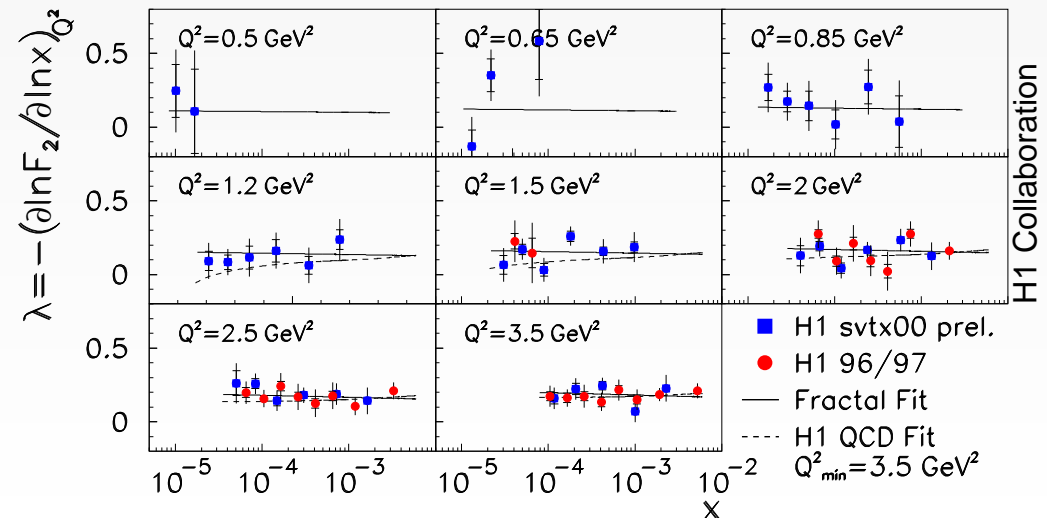 λ=-(∂lnF₂/∂lnx)Q²
0.5
0
Q²=0.5 GeV²
Q²=0.65 GeV²
Q²=0.85 GeV²
0.5
0
Q²=1.2 GeV²
Q²=1.5 GeV²
Q²=2 GeV²
0.5
0
Q²=2.5 GeV²
Q²=3.5 GeV²
H1 svtx00 prel.
H1 96/97
Fractal Fit
H1 QCD Fit
Q²min=3.5 GeV²
10⁻⁵ 10⁻⁴ 10⁻³ 10⁻⁵ 10⁻⁴ 10⁻³ 10⁻²
x
H1 Collaboration